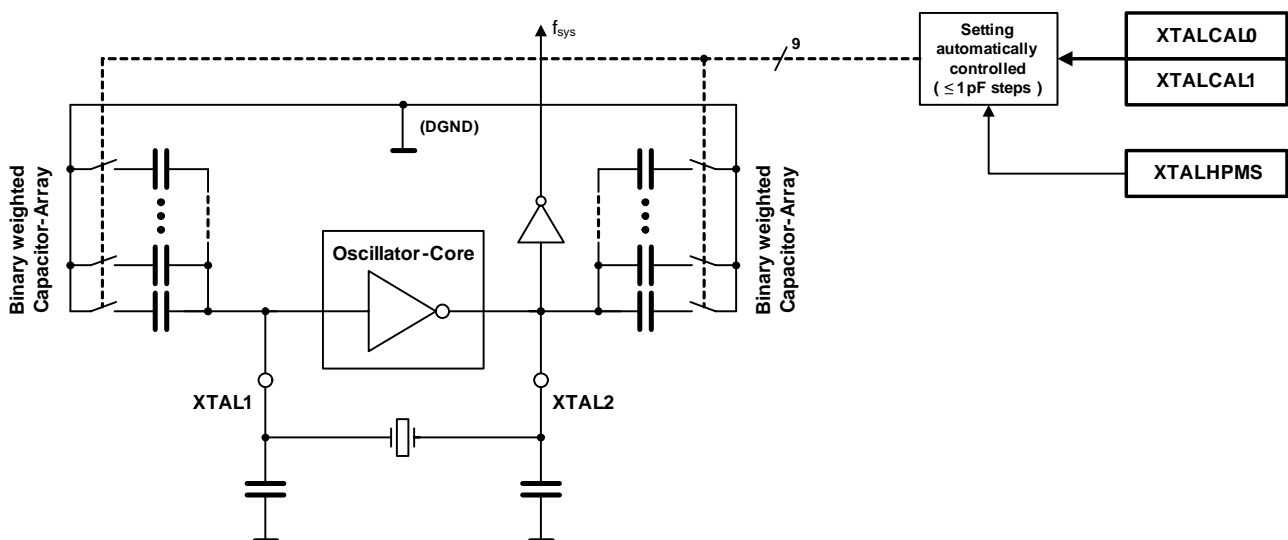 f_sys
9
Setting
automatically
controlled
( ≤ 1pF steps )
XTALCAL0
XTALCAL1
XTALHPMS
(DGND)
Binary weighted
Capacitor-Array
Oscillator-Core
Binary weighted
Capacitor-Array
XTAL1
XTAL2